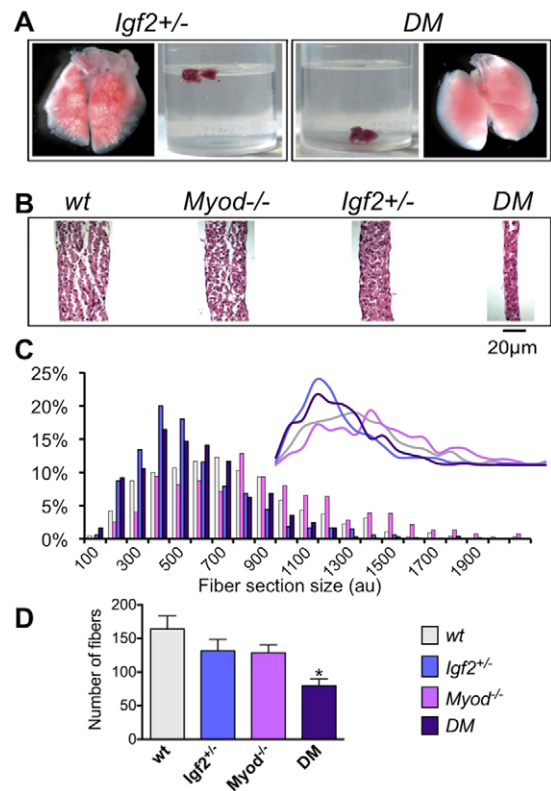 A
Igf2+/-
DM
B
wt
Myod-/-
Igf2+/-
DM
20µm
C
25%
20%
15%
10%
5%
0%
100
300
500
700
900
1100
1300
1500
1700
1900
Fiber section size (au)
D
Number of fibers
200
150
100
50
0
*
wt
Igf2+/-
Myod-/-
DM
wt
Igf2+/-
Myod-/-
DM